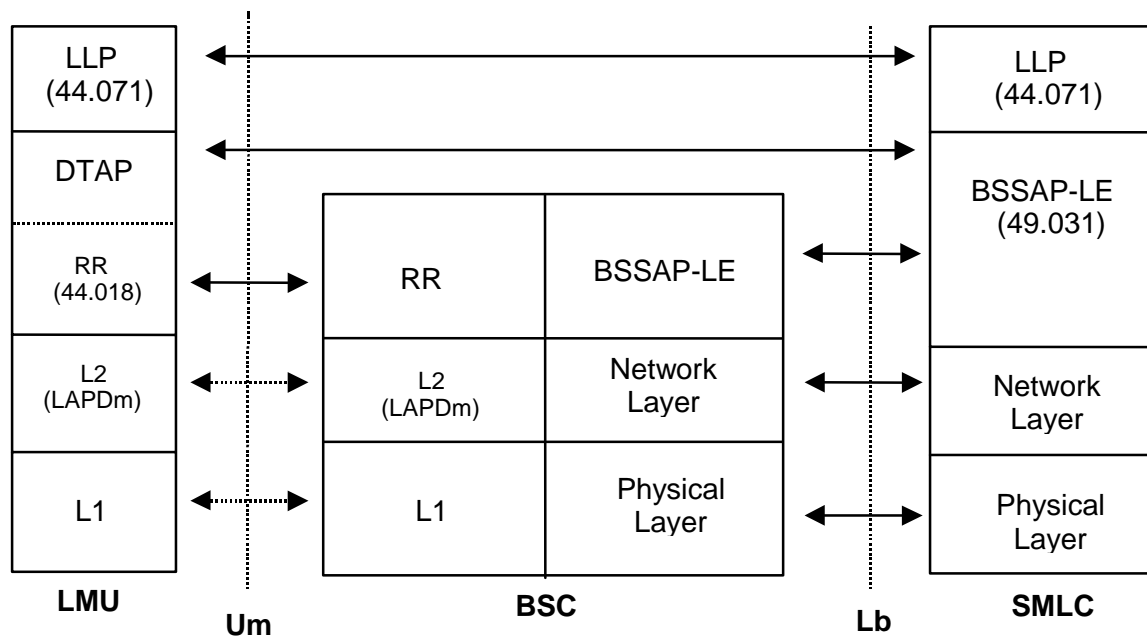 LLP
(44.071)
DTAP
RR
(44.018)
L2
(LAPDm)
L1
LMU
Um
RR
BSSAP-LE
L2
(LAPDm)
Network
Layer
L1
Physical
Layer
BSC
Lb
LLP
(44.071)
BSSAP-LE
(49.031)
Network
Layer
Physical
Layer
SMLC